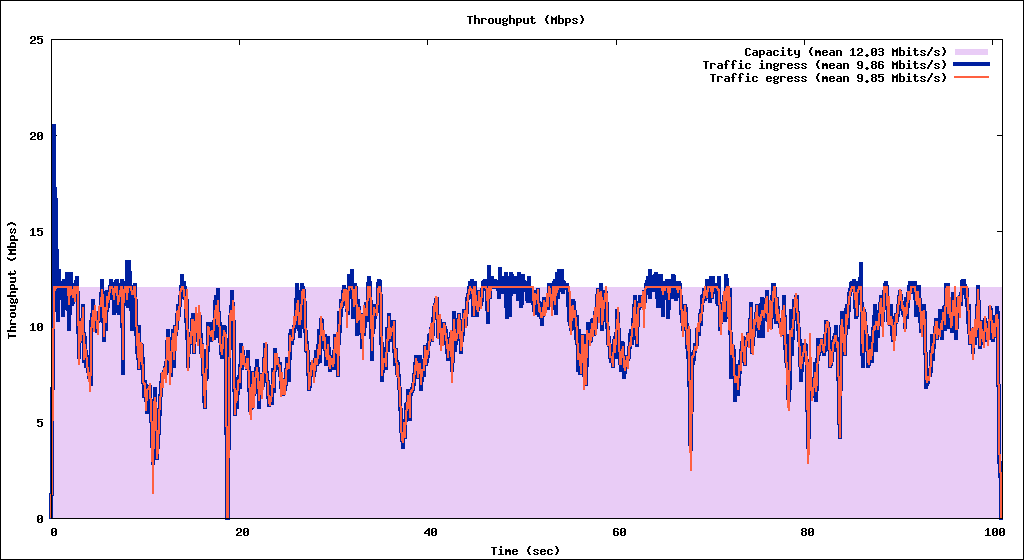 Throughput (Mbps)
Capacity (mean 12.03 Mbits/s)
Traffic ingress (mean 9.86 Mbits/s)
Traffic egress (mean 9.85 Mbits/s)
Throughput (Mbps)
25
20
15
10
5
0
0 20 40 60 80 100
Time (sec)